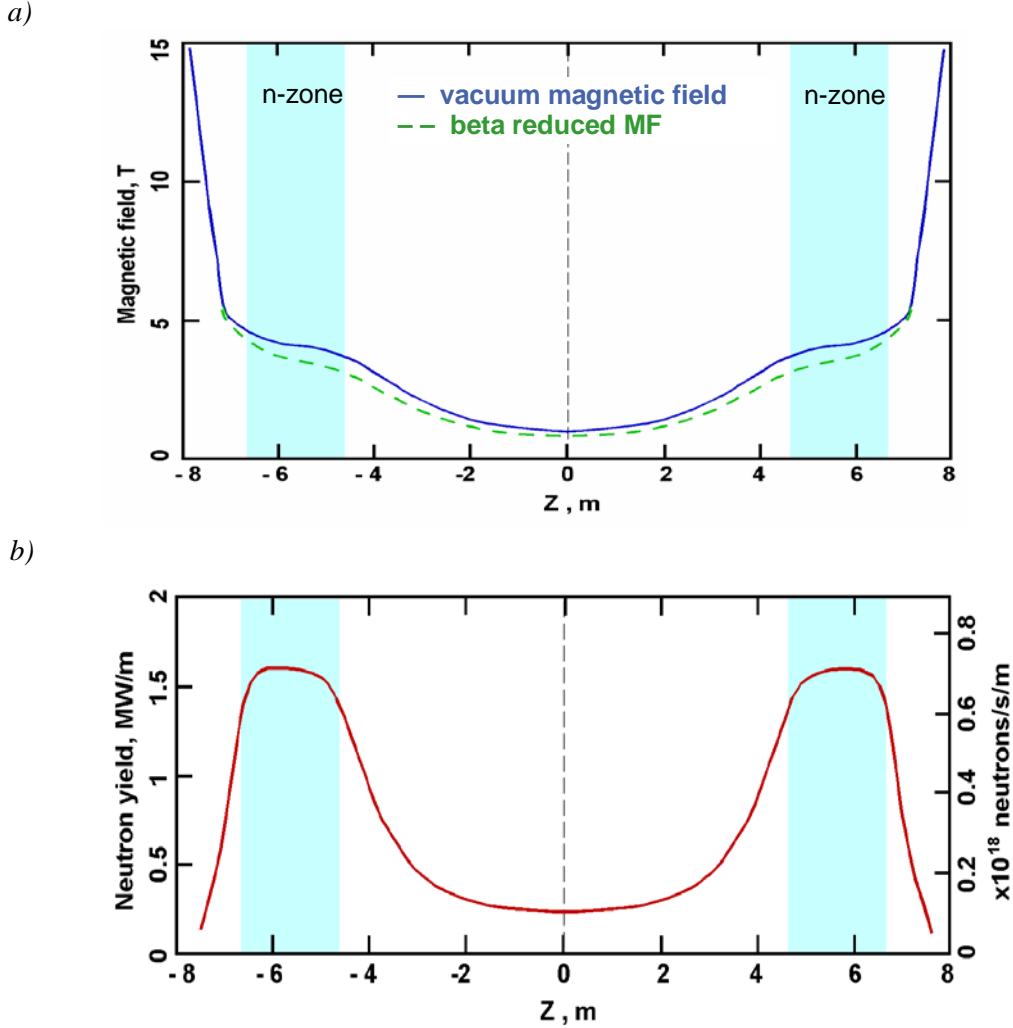 a)
15
10
5
0
Magnetic field, T
n-zone
n-zone
— vacuum magnetic field
– – beta reduced MF
- 8
- 6
- 4
-2
0
2
4
6
8
Z , m
b)
2
1.5
1
0.5
0
Neutron yield, MW/m
0.8
0.6
0.4
0.2
0
x10¹⁸ neutrons/s/m
- 8
- 6
- 4
-2
0
2
4
6
8
Z , m